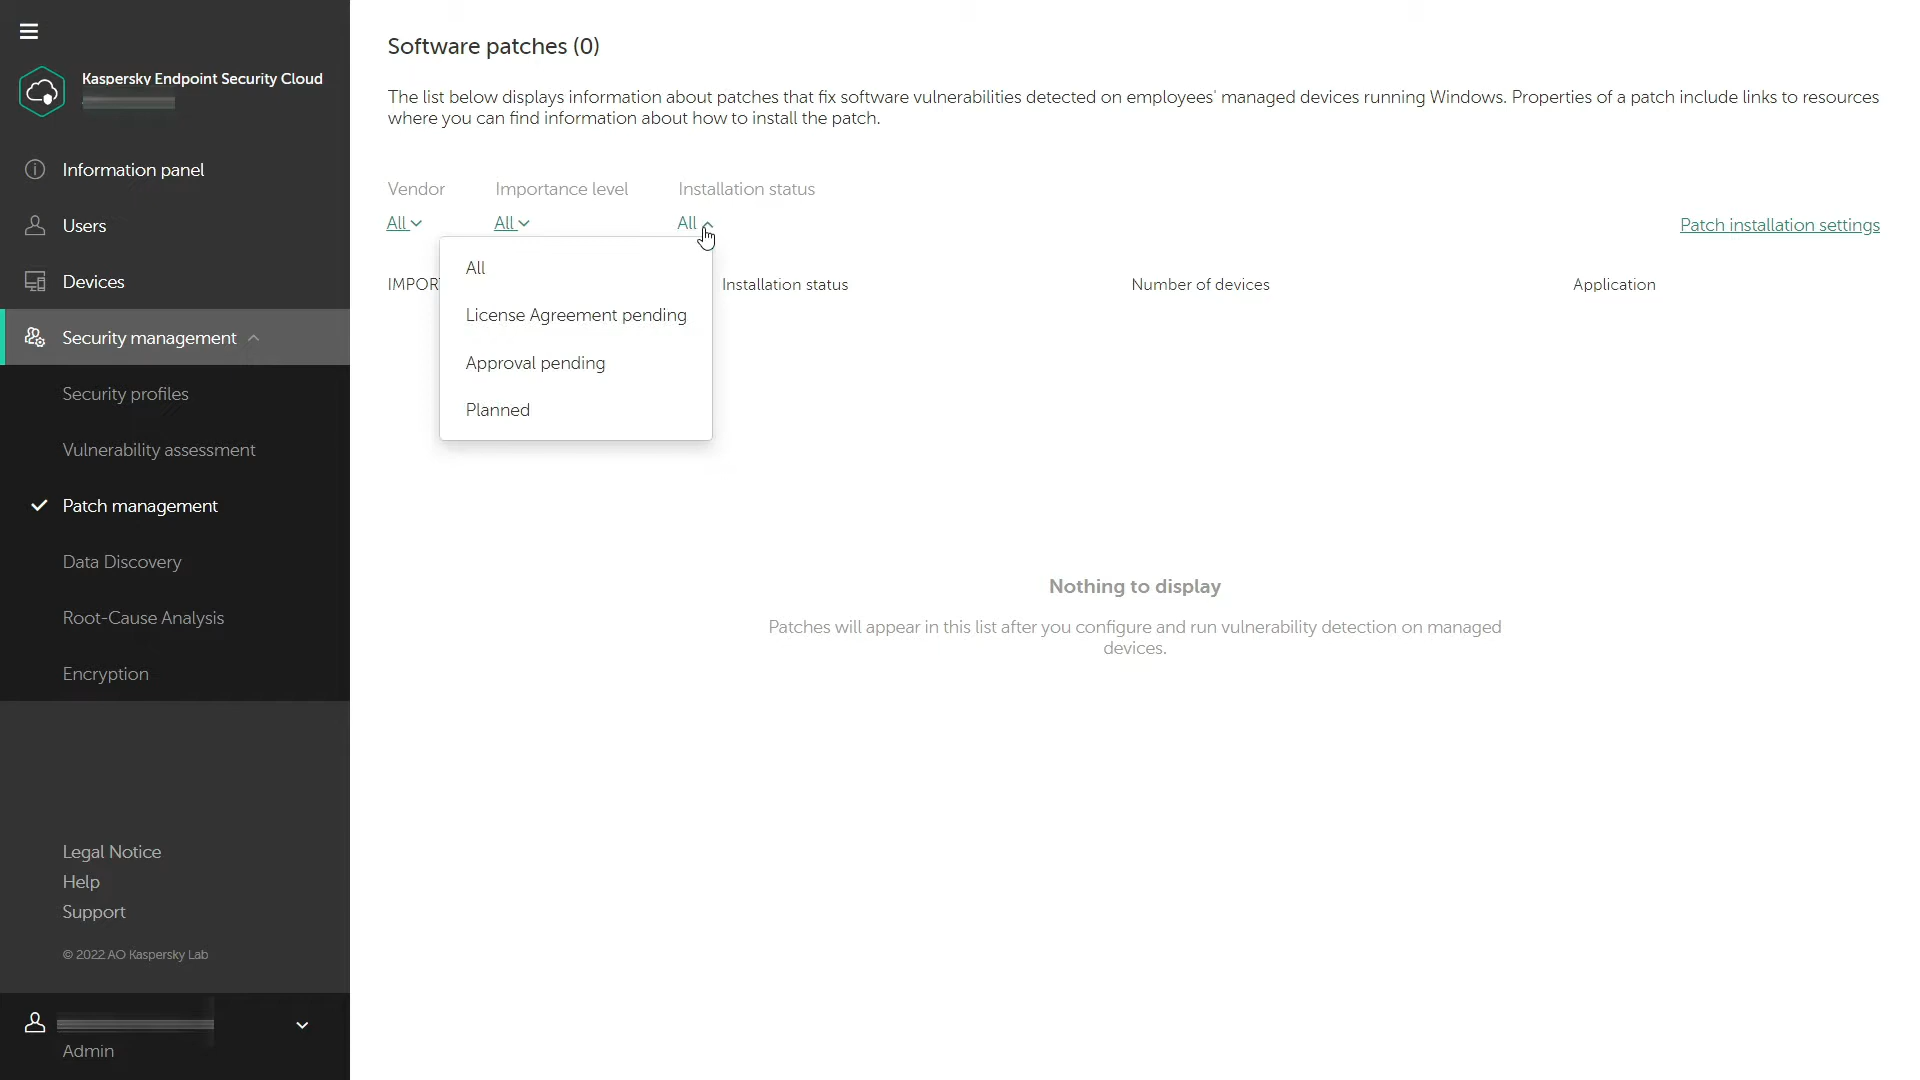 Kaspersky Endpoint Security Cloud
Information panel
Users
Devices
Security management
Security profiles
Vulnerability assessment
Patch management
Data Discovery
Root-Cause Analysis
Encryption
Legal Notice
Help
Support
© 2022 AO Kaspersky Lab
Admin
Software patches (0)
The list below displays information about patches that fix software vulnerabilities detected on employees' managed devices running Windows. Properties of a patch include links to resources
where you can find information about how to install the patch.
Vendor Importance level Installation status
All All All Patch installation settings
IMPOR Installation status Number of devices Application
All
License Agreement pending
Approval pending
Planned
Nothing to display
Patches will appear in this list after you configure and run vulnerability detection on managed
devices.